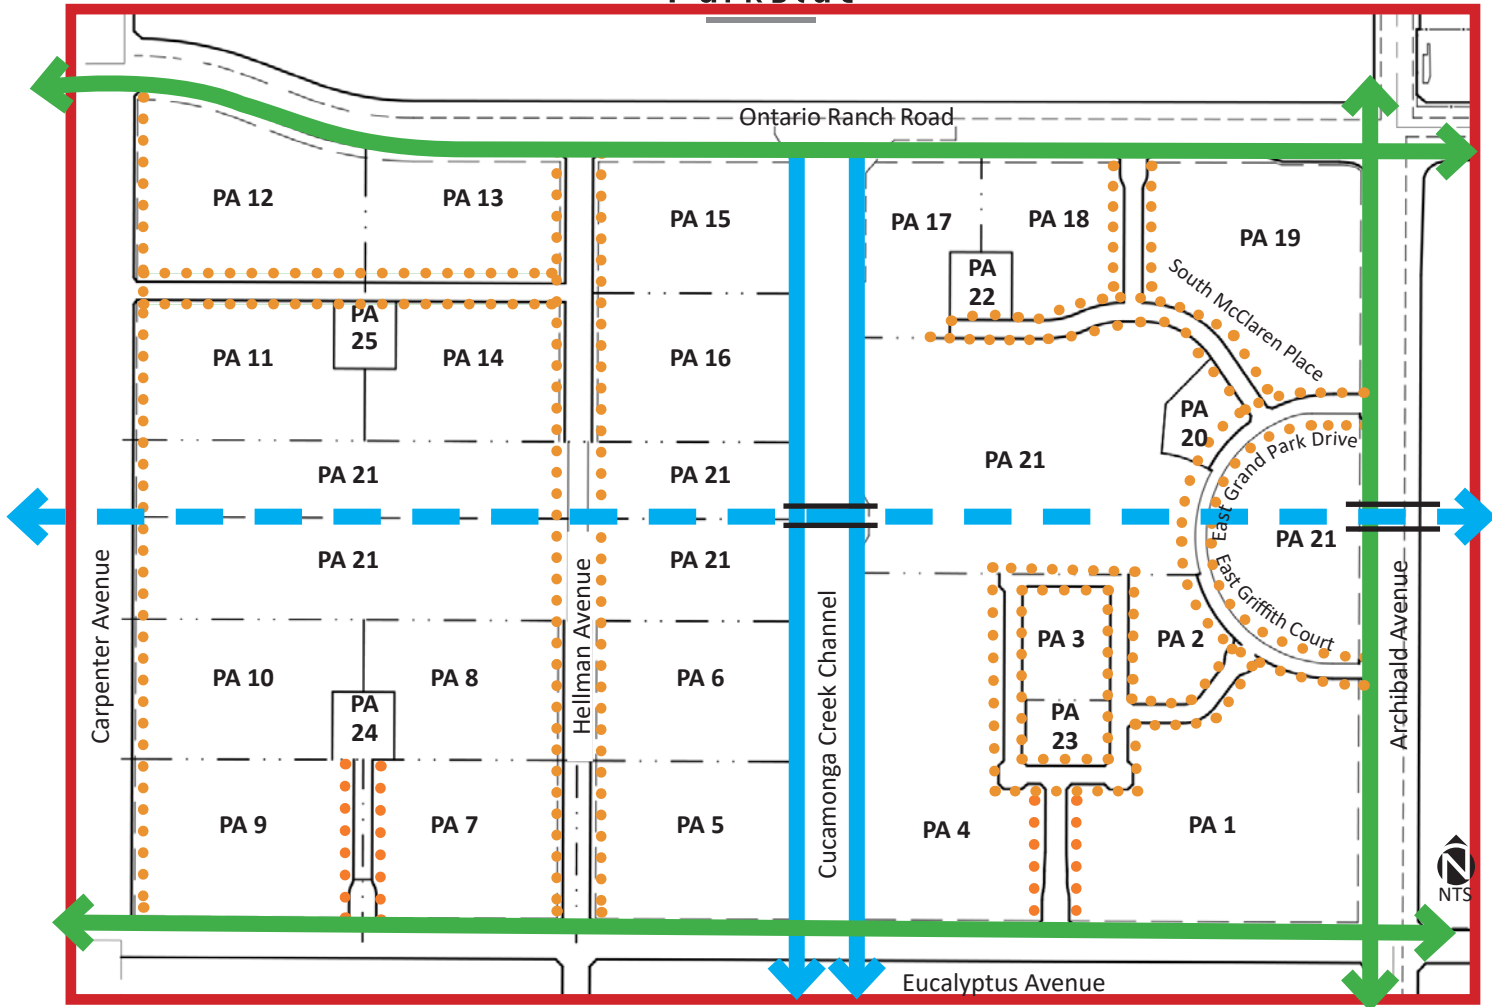 Ontario Ranch Road
PA 12
PA 13
PA 15
PA 17
PA 18
PA 19
PA
22
South McClaren Place
PA
25
PA 11
PA 14
PA 16
PA
20
East Grand Park Drive
PA 21
PA 21
PA 21
PA 21
PA 21
PA 21
East Griffith Court
Carpenter Avenue
Hellman Avenue
Cucamonga Creek Channel
Archibald Avenue
PA 10
PA 8
PA 6
PA 3
PA 2
PA
24
PA
23
PA 9
PA 7
PA 5
PA 4
PA 1
N
NTS
Eucalyptus Avenue